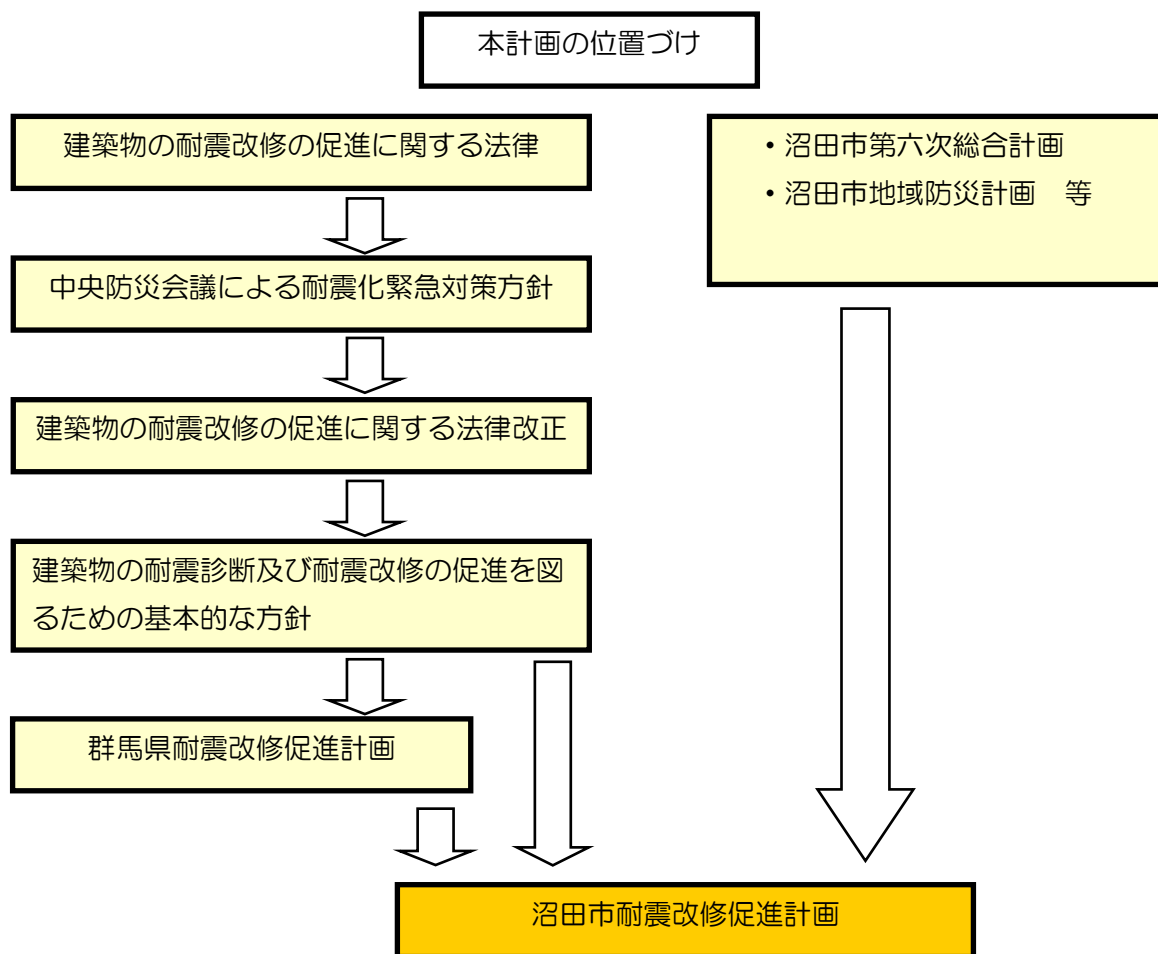 本計画の位置づけ
建築物の耐震改修の促進に関する法律
中央防災会議による耐震化緊急対策方針
建築物の耐震改修の促進に関する法律改正
建築物の耐震診断及び耐震改修の促進を図
るための基本的な方針
群馬県耐震改修促進計画
・沼田市第六次総合計画
・沼田市地域防災計画　等
沼田市耐震改修促進計画